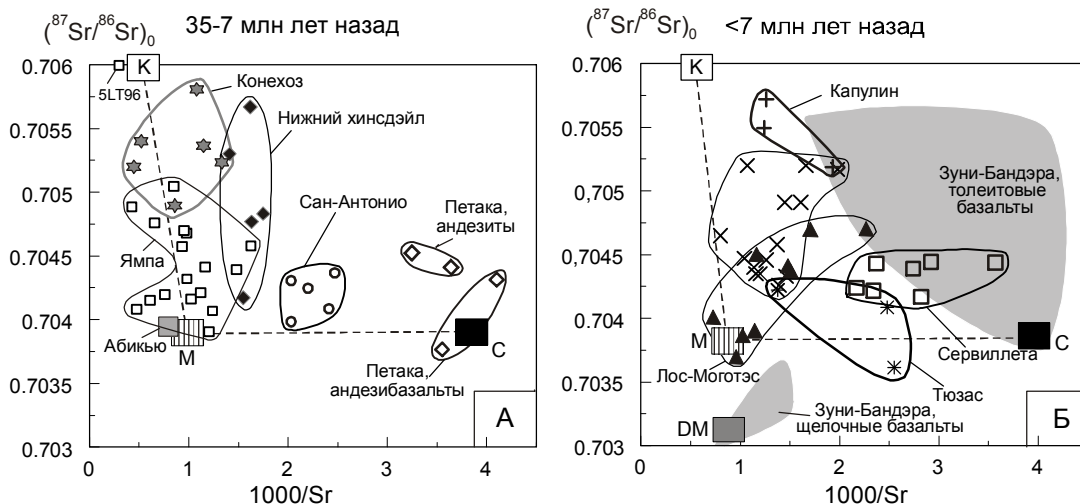 (⁸⁷Sr/⁸⁶Sr)₀ 35-7 млн лет назад
0.706
0.7055
0.705
0.7045
0.704
0.7035
0.703
K
5LT96
Конехоз
Нижний хинсдэйл
Сан-Антонио
Петака,
андезиты
Ямпа
Абикью
M
C
Петака,
андезибазальты
А
0 1 2 3 4
1000/Sr
(⁸⁷Sr/⁸⁶Sr)₀ <7 млн лет назад
0.706
0.7055
0.705
0,7045
0.704
0.7035
0.703
K
Капулин
Зуни-Бандэра,
толеитовые
базальты
M
C
Сервиллета
Лос-Моготэс
Тюзас
DM
Зуни-Бандэра,
щелочные базальты
Б
0 1 2 3 4
1000/Sr